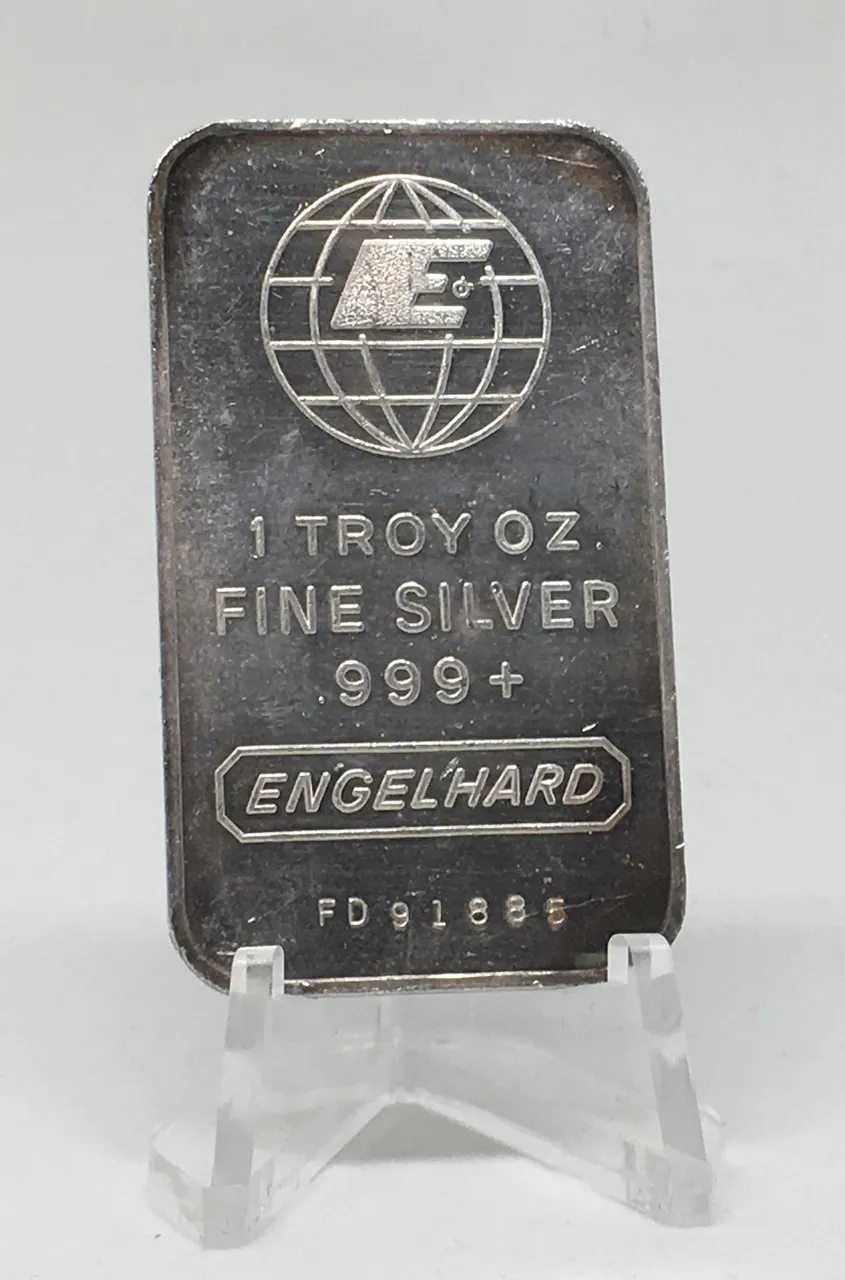 E
1 TROY OZ.
FINE SILVER
.999+
ENGELHARD
FD 91885